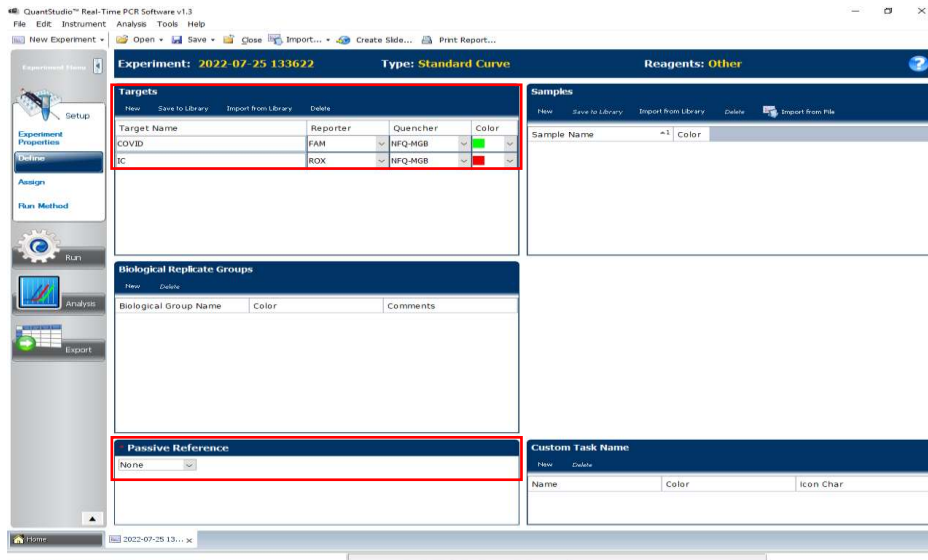 QuantStudio™ Real-Time PCR Software v1.3
File Edit Instrument Analysis Tools Help
New Experiment Open Save Close Import... Create Slide... Print Report...
Experiment Menu
Experiment: 2022-07-25 133622 Type: Standard Curve Reagents: Other ?
Setup
Experiment Properties
Define
Assign
Run Method
Run
Analysis
Export
Targets
New Save to Library Import from Library Delete
Target Name Reporter Quencher Color
COVID FAM NFQ-MGB
IC ROX NFQ-MGB
Samples
New Save to Library Import from Library Delete Import from File
Sample Name 1 Color
Biological Replicate Groups
New Delete
Biological Group Name Color Comments
Passive Reference
None
Custom Task Name
New Delete
Name Color Icon Char
Home 2022-07-25 13... x